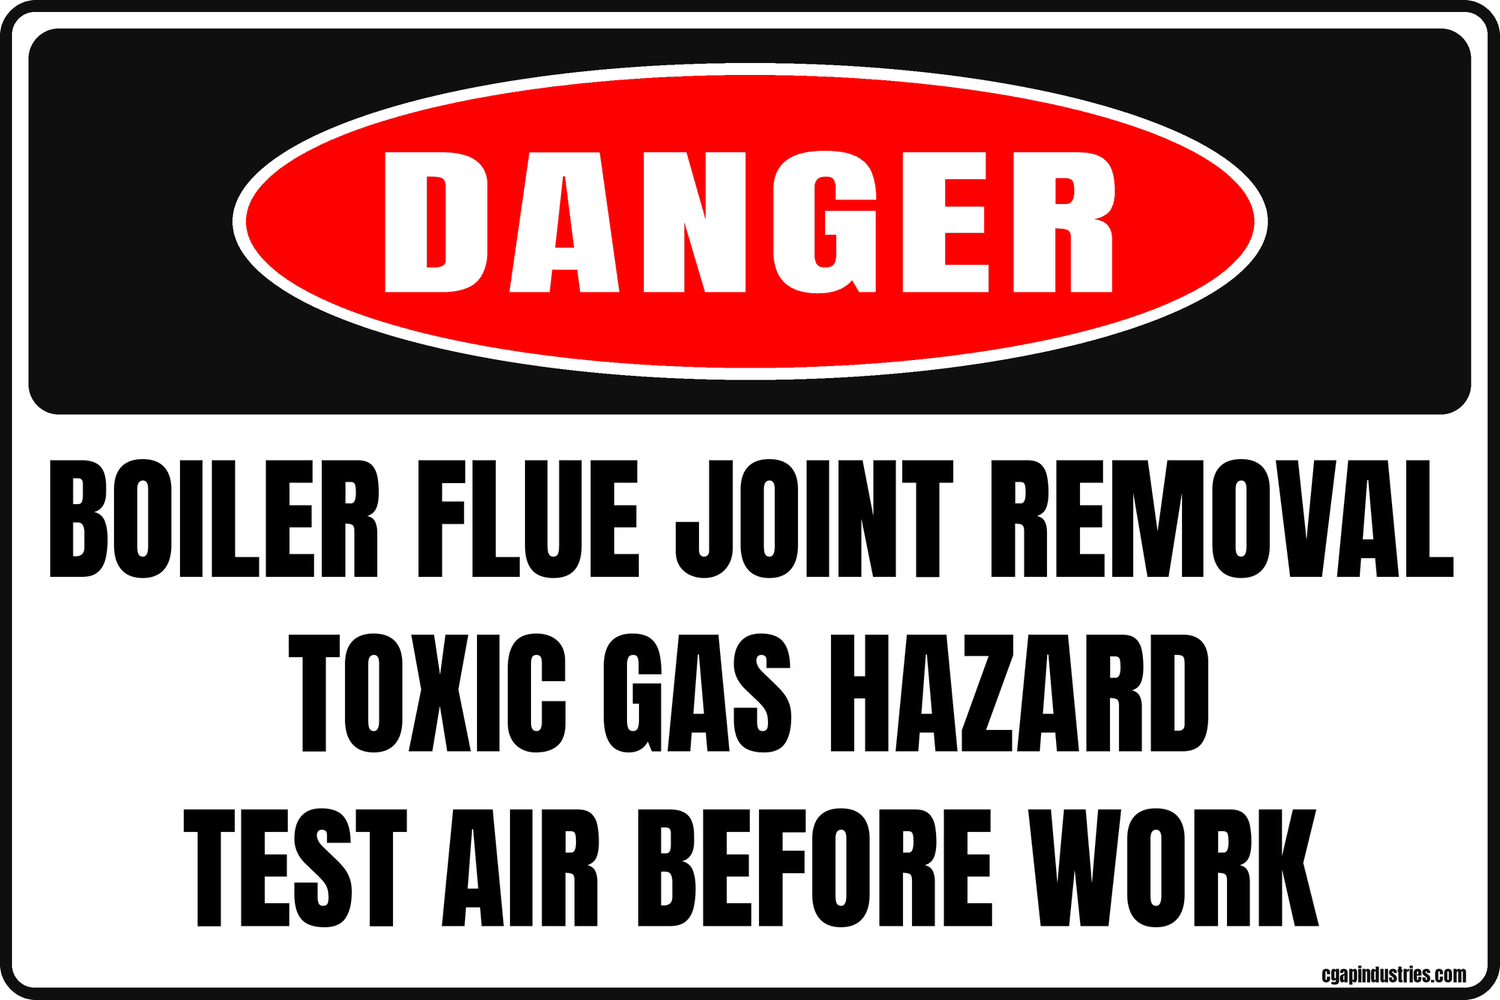 DANGER
BOILER FLUE JOINT REMOVAL
TOXIC GAS HAZARD
TEST AIR BEFORE WORK
cgapindustries.com